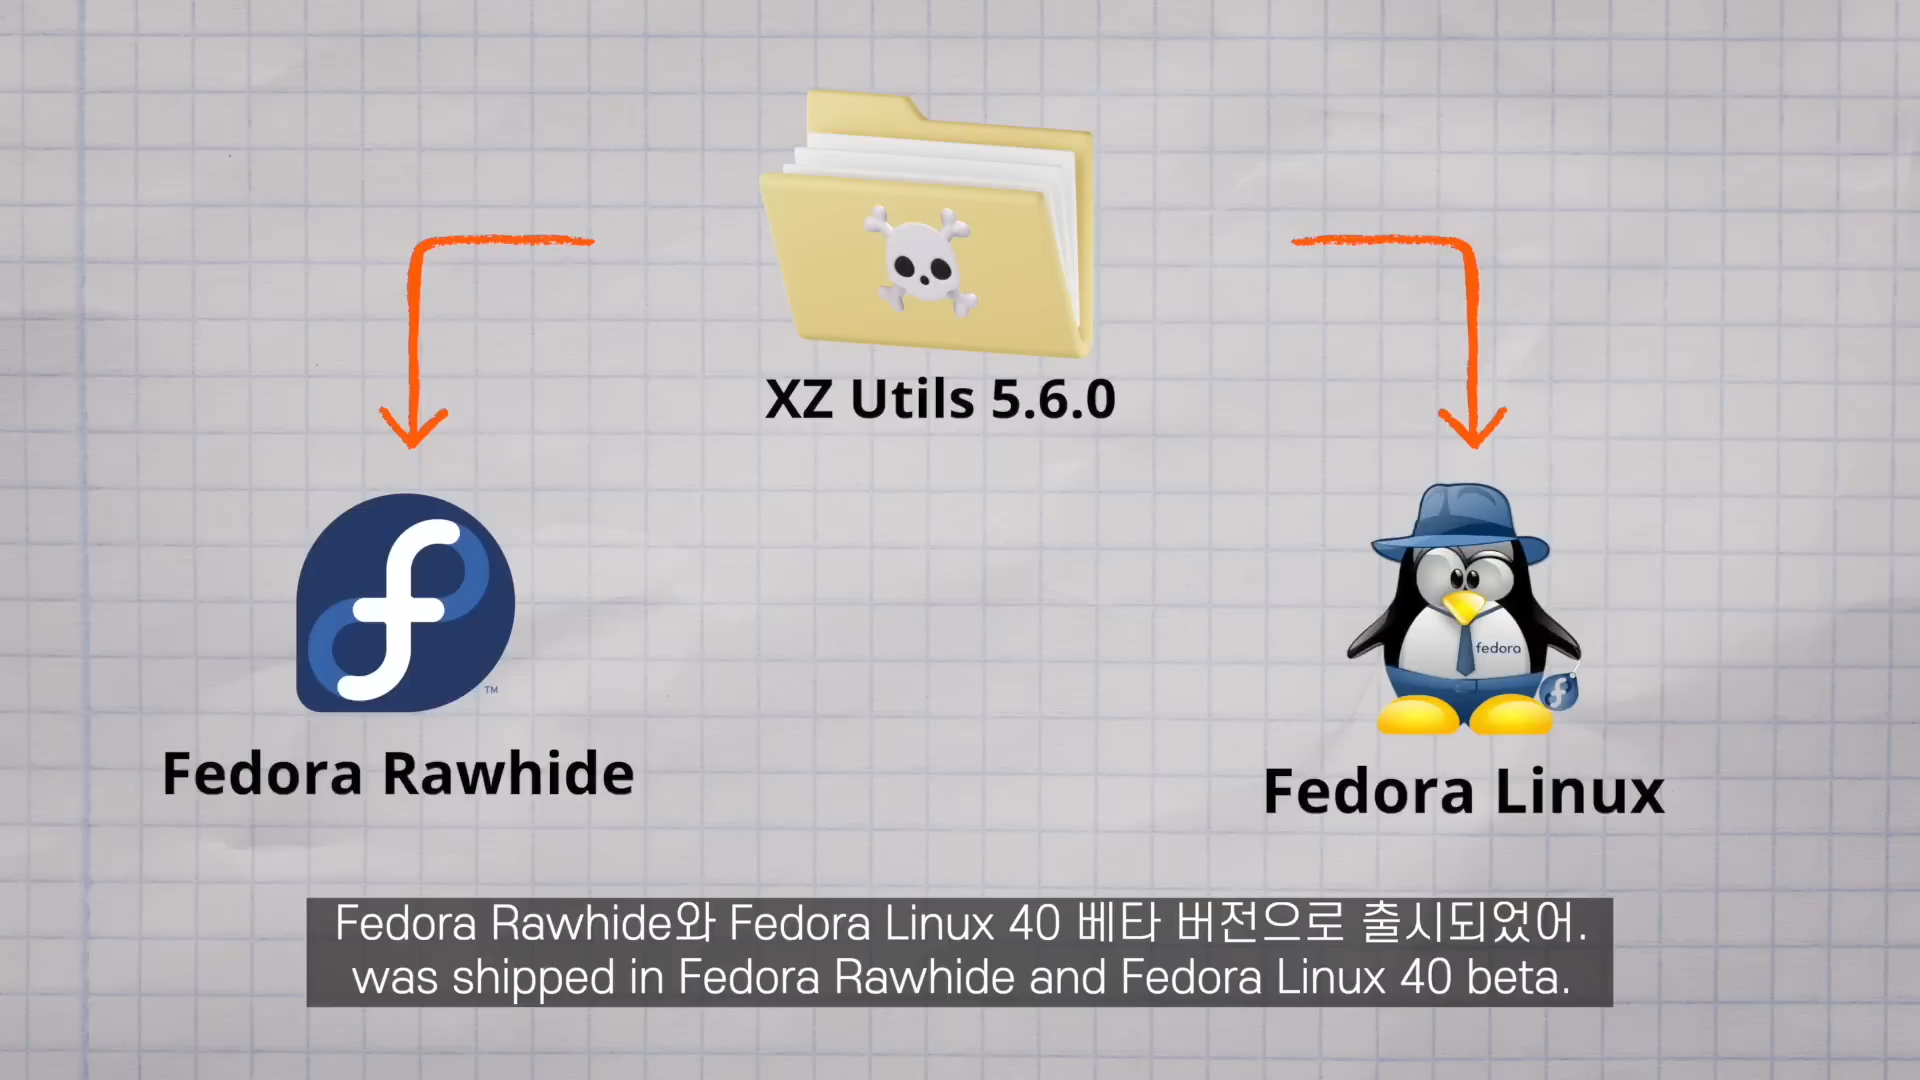 XZ Utils 5.6.0
TM
fedora
Fedora Rawhide
Fedora Linux
Fedora Rawhide와 Fedora Linux 40 베타 버전으로 출시되었어.
was shipped in Fedora Rawhide and Fedora Linux 40 beta.